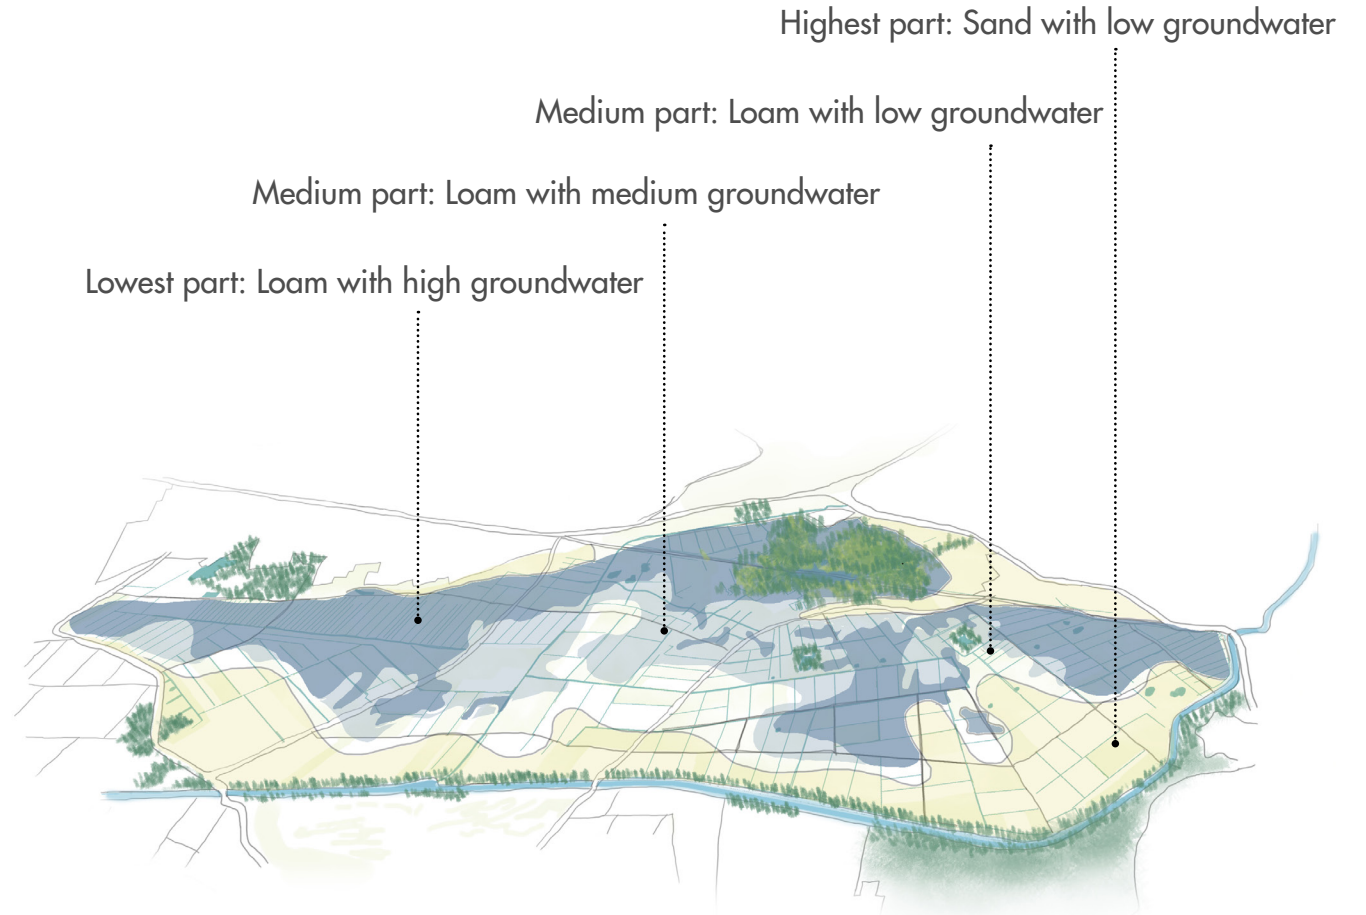 Highest part: Sand with low groundwater
Medium part: Loam with low groundwater
Medium part: Loam with medium groundwater
Lowest part: Loam with high groundwater